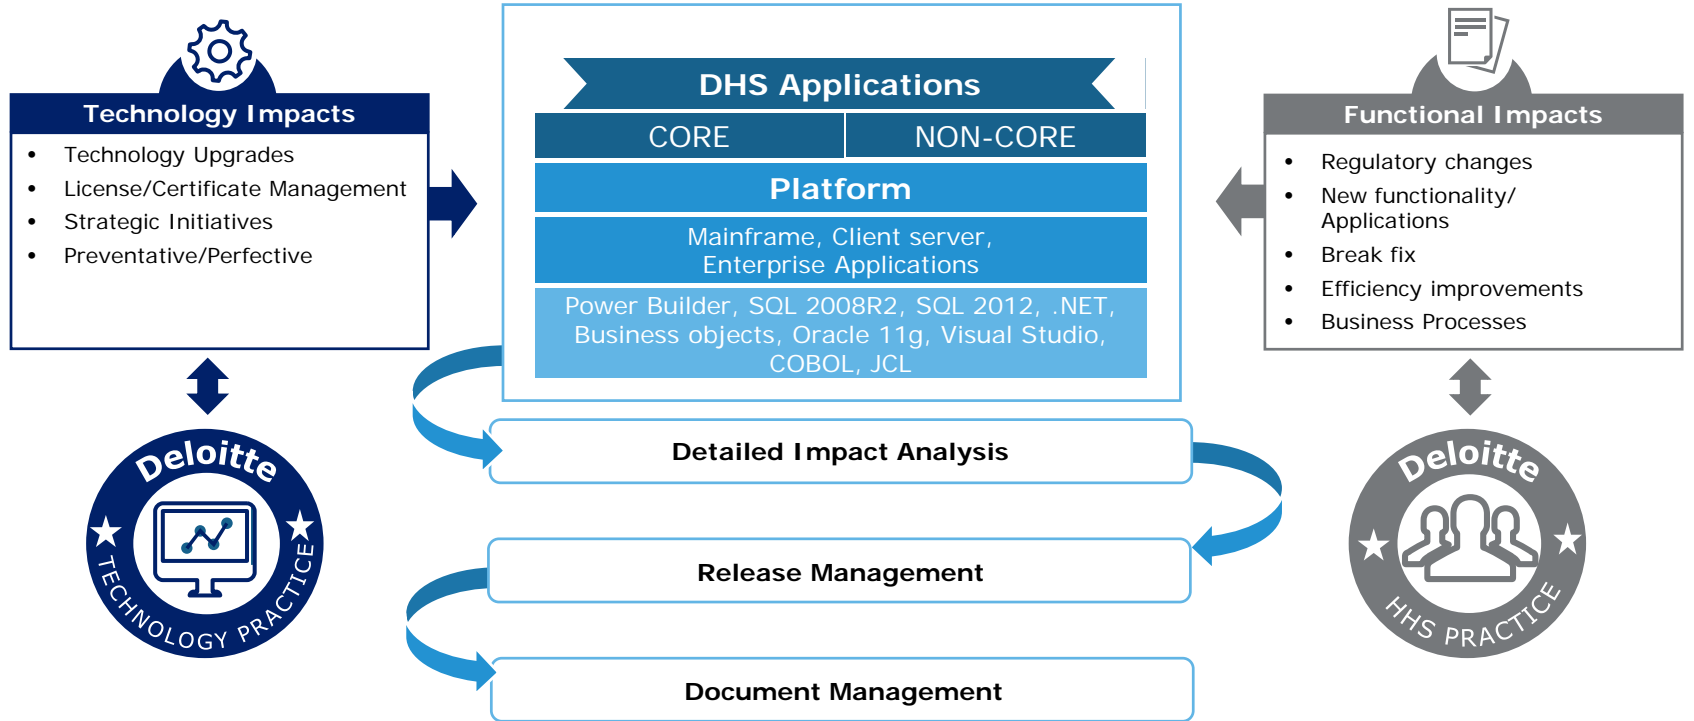 Technology Impacts
• Technology Upgrades
• License/Certificate Management
• Strategic Initiatives
• Preventative/Perfective
Deloitte
TECHNOLOGY PRACTICE
DHS Applications
CORE
NON-CORE
Platform
Mainframe, Client server,
Enterprise Applications
Power Builder, SQL 2008R2, SQL 2012, .NET,
Business objects, Oracle 11g, Visual Studio,
COBOL, JCL
Detailed Impact Analysis
Release Management
Document Management
Functional Impacts
• Regulatory changes
• New functionality/
Applications
• Break fix
• Efficiency improvements
• Business Processes
Deloitte
HHS PRACTICE